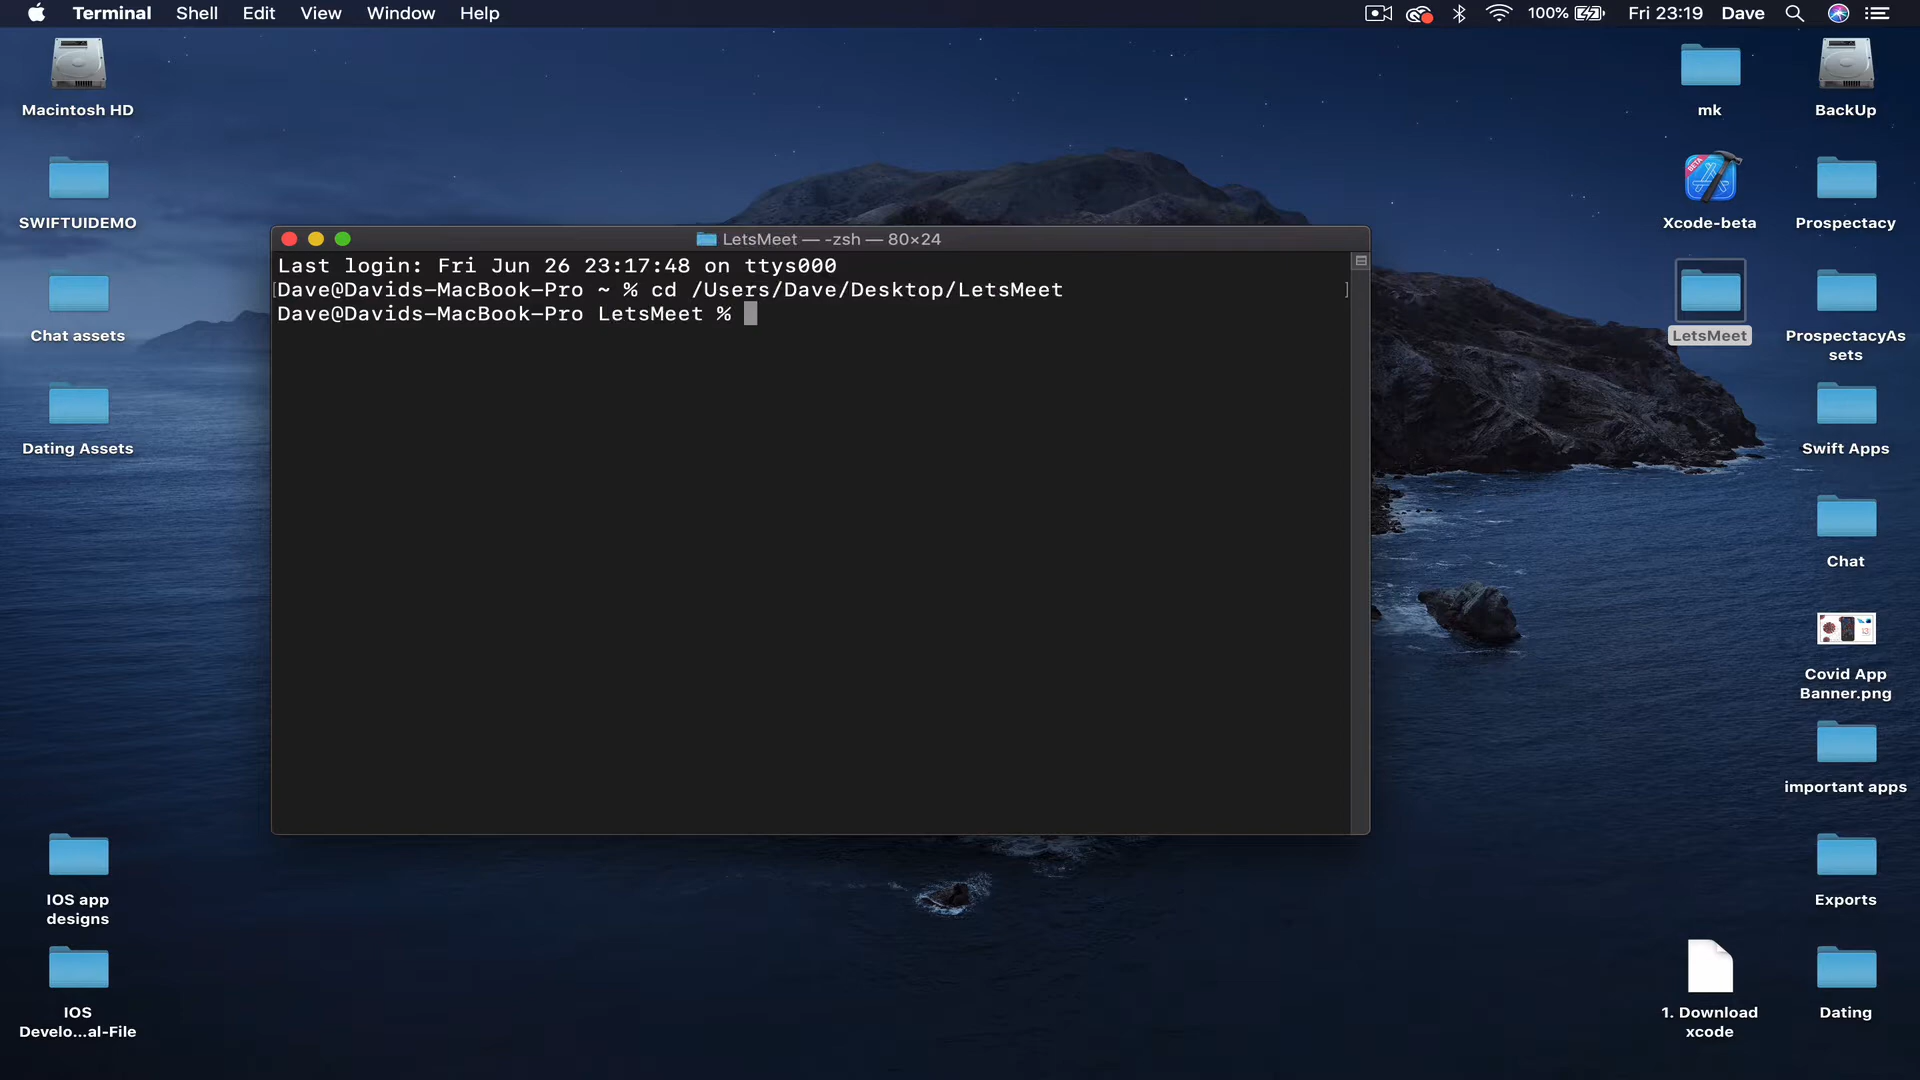 Terminal Shell Edit View Window Help
100% Fri 23:19 Dave
Macintosh HD
SWIFTUIDEMO
Chat assets
Dating Assets
IOS app
designs
IOS
Develo...al-File
LetsMeet — -zsh — 80×24
Last login: Fri Jun 26 23:17:48 on ttys000
[Dave@Davids-MacBook-Pro ~ % cd /Users/Dave/Desktop/LetsMeet ]
Dave@Davids-MacBook-Pro LetsMeet %
mk
BETA
Xcode-beta
LetsMeet
1. Download
xcode
BackUp
Prospectacy
ProspectacyAs
sets
Swift Apps
Chat
Covid App
Banner.png
important apps
Exports
Dating